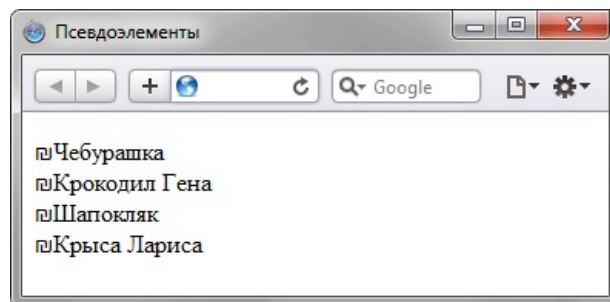 Псевдоэлементы
Google
₪Чебурашка
₪Крокодил Гена
₪Шапокляк
₪Крыса Лариса